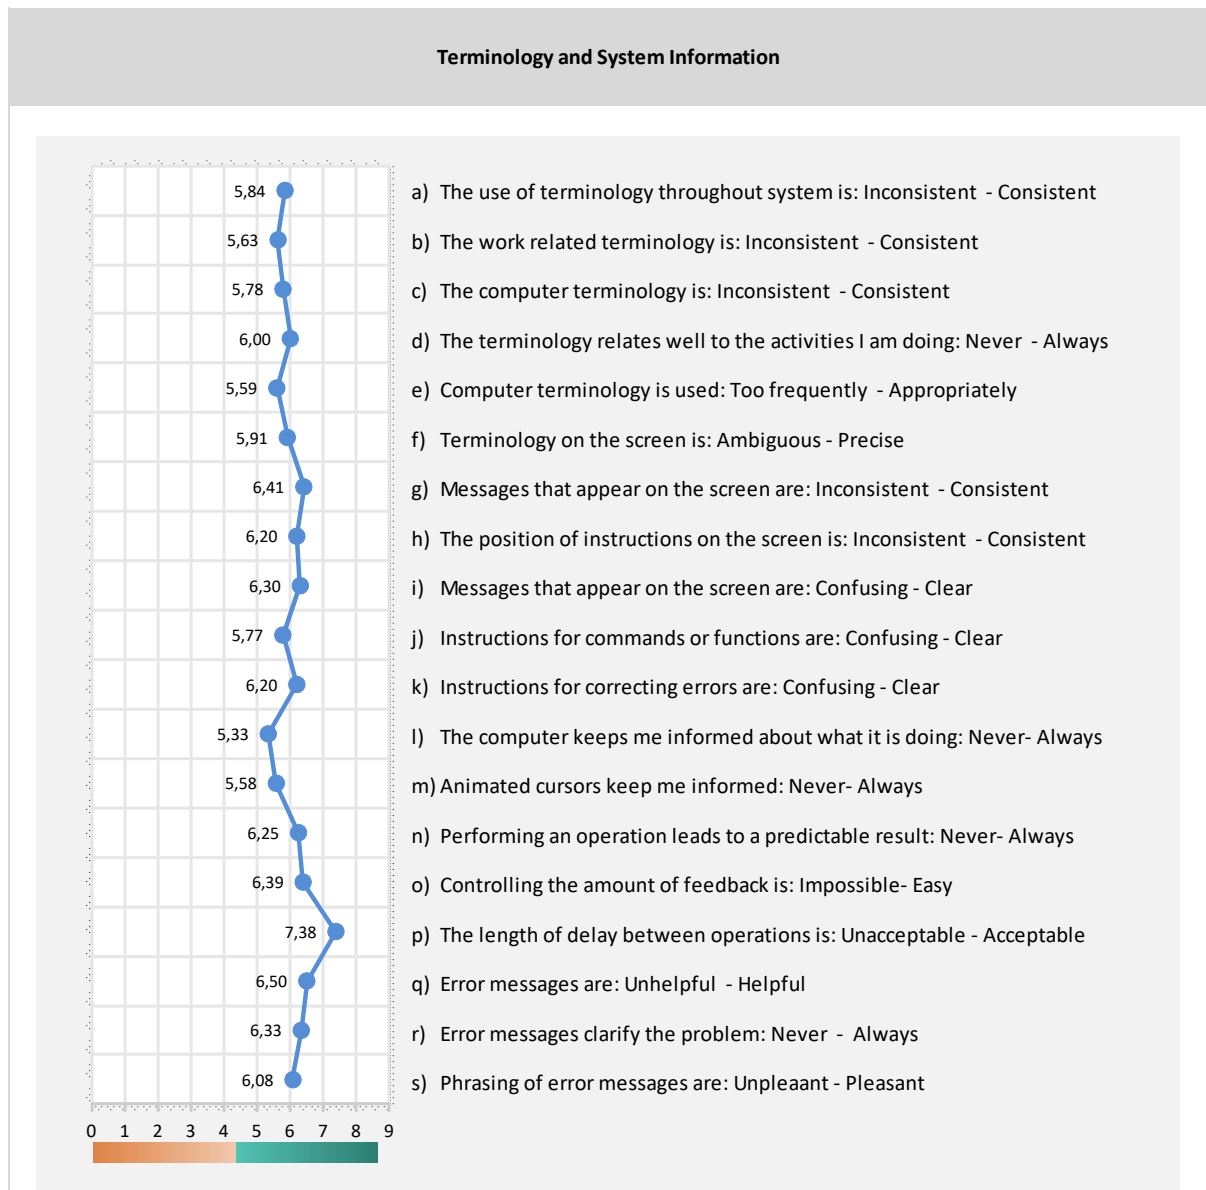 Terminology and System Information
5,84 a) The use of terminology throughout system is: Inconsistent - Consistent
5,63 b) The work related terminology is: Inconsistent - Consistent
5,78 c) The computer terminology is: Inconsistent - Consistent
6,00 d) The terminology relates well to the activities I am doing: Never - Always
5,59 e) Computer terminology is used: Too frequently - Appropriately
5,91 f) Terminology on the screen is: Ambiguous - Precise
6,41 g) Messages that appear on the screen are: Inconsistent - Consistent
6,20 h) The position of instructions on the screen is: Inconsistent - Consistent
6,30 i) Messages that appear on the screen are: Confusing - Clear
5,77 j) Instructions for commands or functions are: Confusing - Clear
6,20 k) Instructions for correcting errors are: Confusing - Clear
5,33 l) The computer keeps me informed about what it is doing: Never- Always
5,58 m) Animated cursors keep me informed: Never- Always
6,25 n) Performing an operation leads to a predictable result: Never- Always
6,39 o) Controlling the amount of feedback is: Impossible- Easy
7,38 p) The length of delay between operations is: Unacceptable - Acceptable
6,50 q) Error messages are: Unhelpful - Helpful
6,33 r) Error messages clarify the problem: Never - Always
6,08 s) Phrasing of error messages are: Unpleaant - Pleasant
0 1 2 3 4 5 6 7 8 9